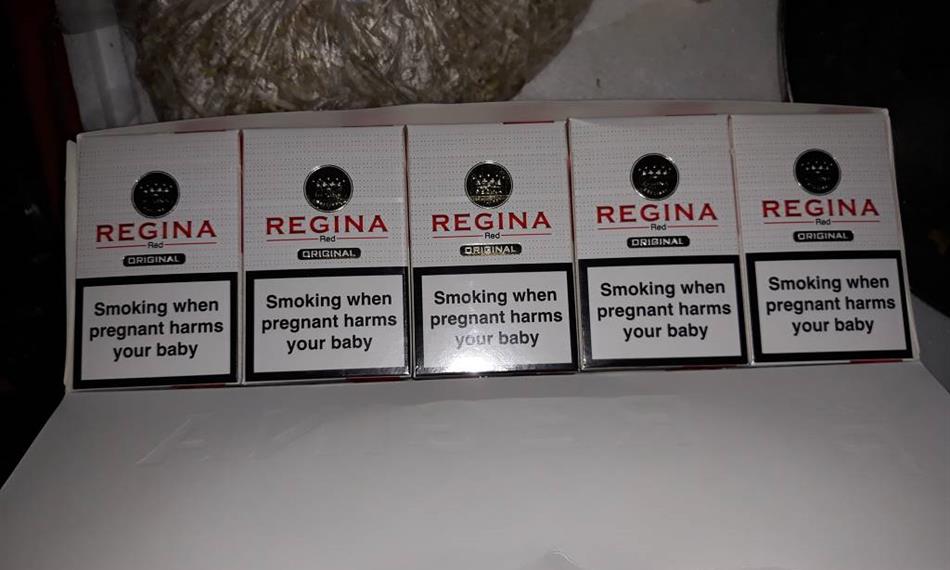 REGINA
Red
ORIGINAL
Smoking when
pregnant harms
your baby
REGINA
Red
ORIGINAL
Smoking when
pregnant harms
your baby
REGINA
Red
ORIGINAL
Smoking when
pregnant harms
your baby
REGINA
Red
ORIGINAL
Smoking when
pregnant harms
your baby
REGINA
Red
ORIGINAL
Smoking when
pregnant harms
your baby